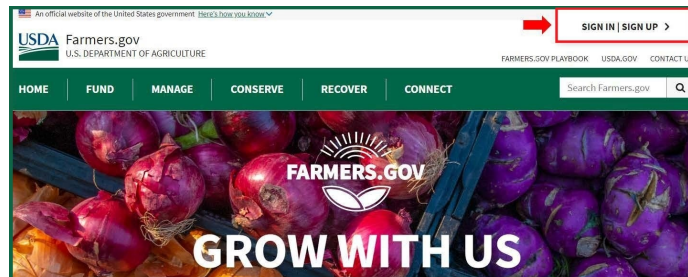 An official website of the United States government Here's how you know
SIGN IN | SIGN UP
USDA Farmers.gov
U.S. DEPARTMENT OF AGRICULTURE
FARMERS.GOV PLAYBOOK USDA.GOV CONTACT U
HOME FUND MANAGE CONSERVE RECOVER CONNECT Search Farmers.gov
FARMERS.GOV
GROW WITH US